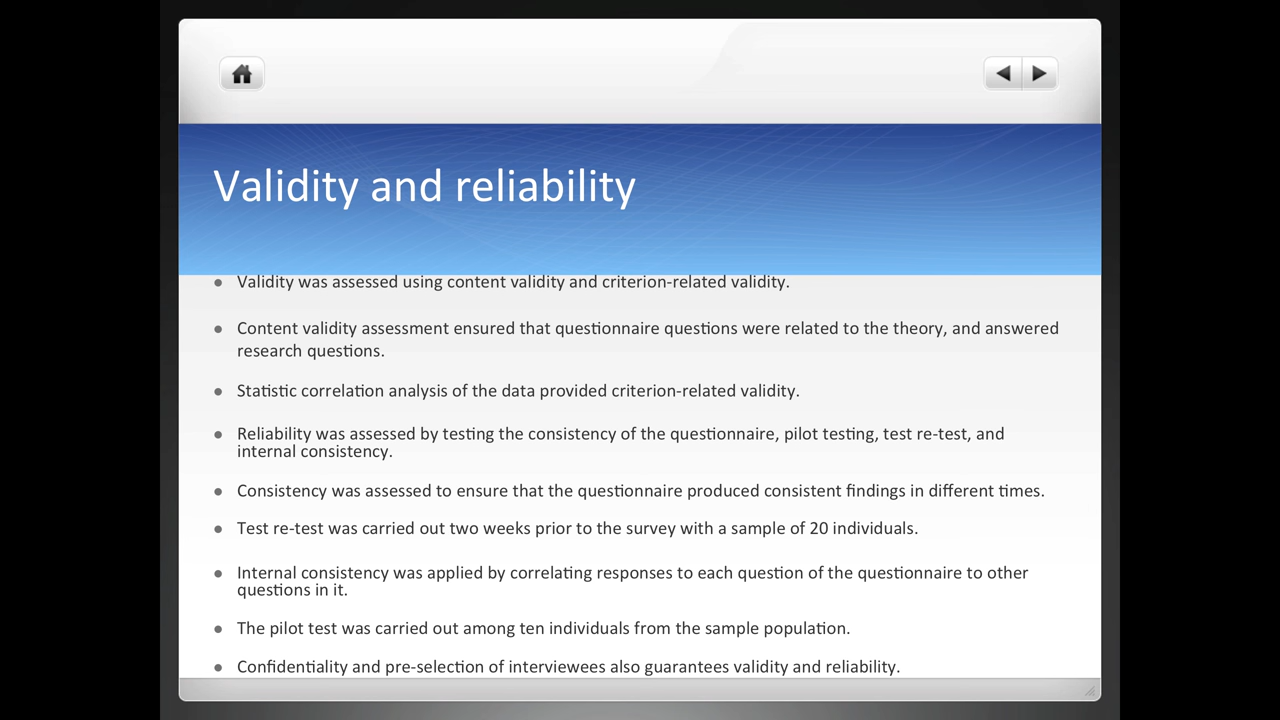 Validity and reliability
● Validity was assessed using content validity and criterion-related validity.
● Content validity assessment ensured that questionnaire questions were related to the theory, and answered
research questions.
● Statistic correlation analysis of the data provided criterion-related validity.
● Reliability was assessed by testing the consistency of the questionnaire, pilot testing, test re-test, and
internal consistency.
● Consistency was assessed to ensure that the questionnaire produced consistent findings in different times.
● Test re-test was carried out two weeks prior to the survey with a sample of 20 individuals.
● Internal consistency was applied by correlating responses to each question of the questionnaire to other
questions in it.
● The pilot test was carried out among ten individuals from the sample population.
● Confidentiality and pre-selection of interviewees also guarantees validity and reliability.